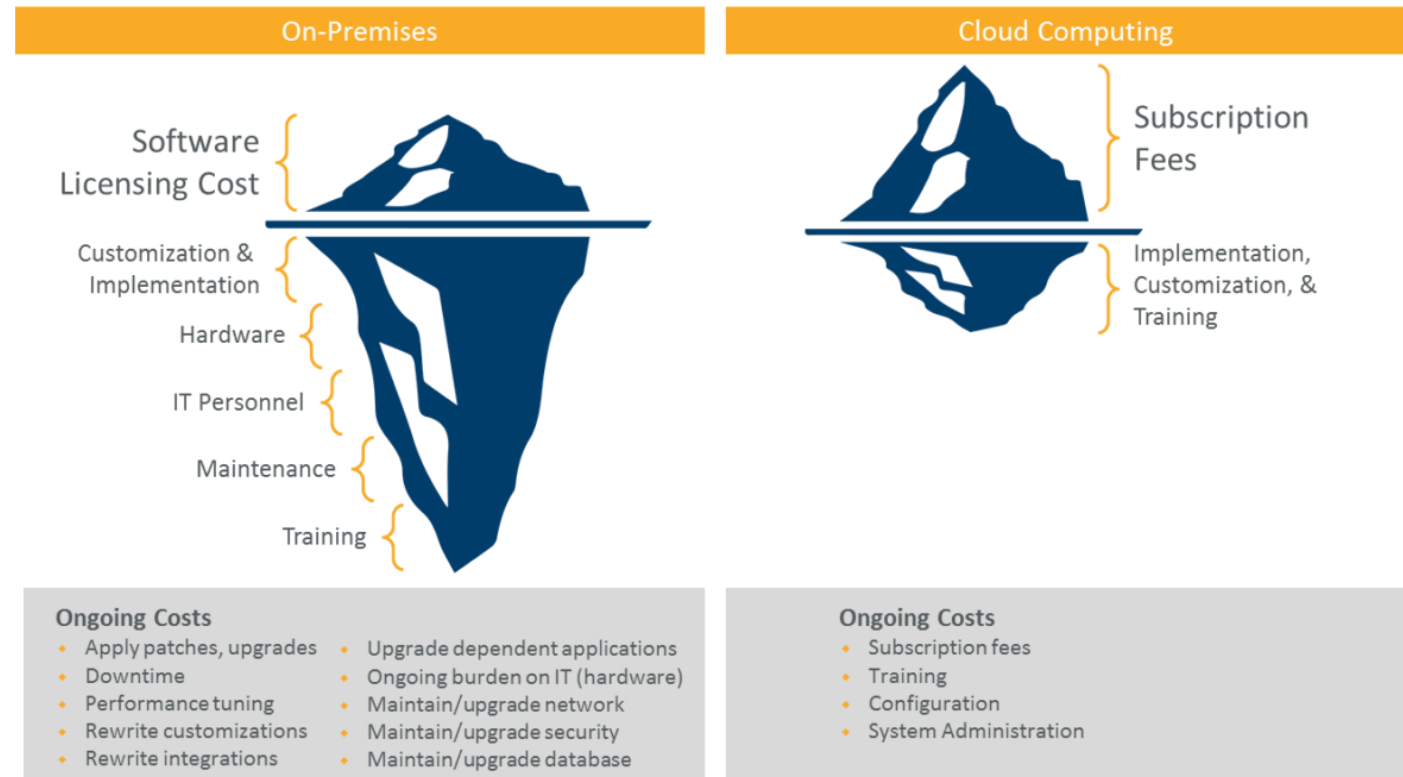 On-Premises
Software
Licensing Cost
Customization &
Implementation
Hardware
IT Personnel
Maintenance
Training
Ongoing Costs
Apply patches, upgrades
Downtime
Performance tuning
Rewrite customizations
Rewrite integrations
Upgrade dependent applications
Ongoing burden on IT (hardware)
Maintain/upgrade network
Maintain/upgrade security
Maintain/upgrade database
Cloud Computing
Subscription
Fees
Implementation,
Customization, &
Training
Ongoing Costs
Subscription fees
Training
Configuration
System Administration